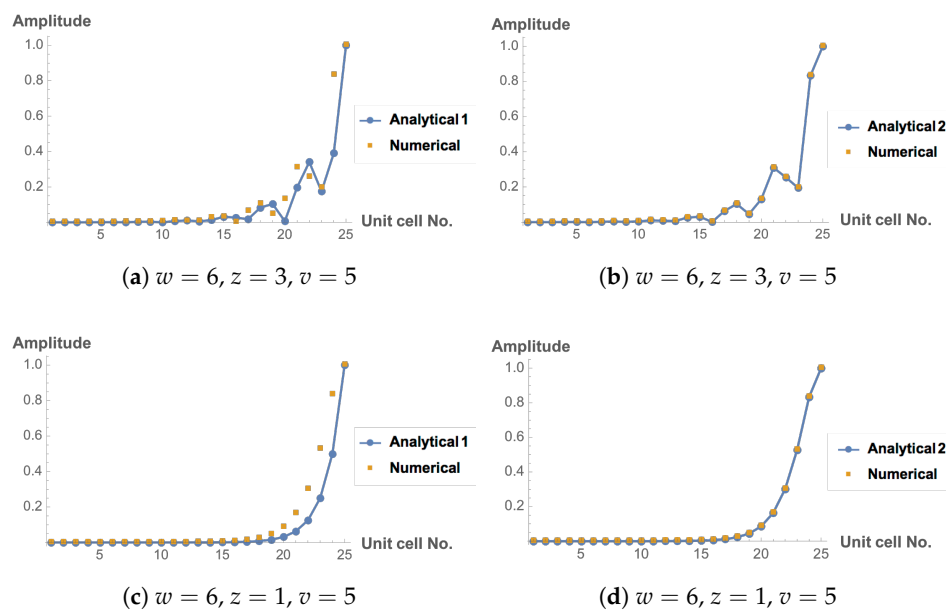 Amplitude
1.0
0.8
0.6
0.4
0.2
5
10
15
20
25
Unit cell No.
Analytical 1
Numerical
(a) w = 6, z = 3, v = 5
Amplitude
1.0
0.8
0.6
0.4
0.2
5
10
15
20
25
Unit cell No.
Analytical 2
Numerical
(b) w = 6, z = 3, v = 5
Amplitude
1.0
0.8
0.6
0.4
0.2
5
10
15
20
25
Unit cell No.
Analytical 1
Numerical
(c) w = 6, z = 1, v = 5
Amplitude
1.0
0.8
0.6
0.4
0.2
5
10
15
20
25
Unit cell No.
Analytical 2
Numerical
(d) w = 6, z = 1, v = 5